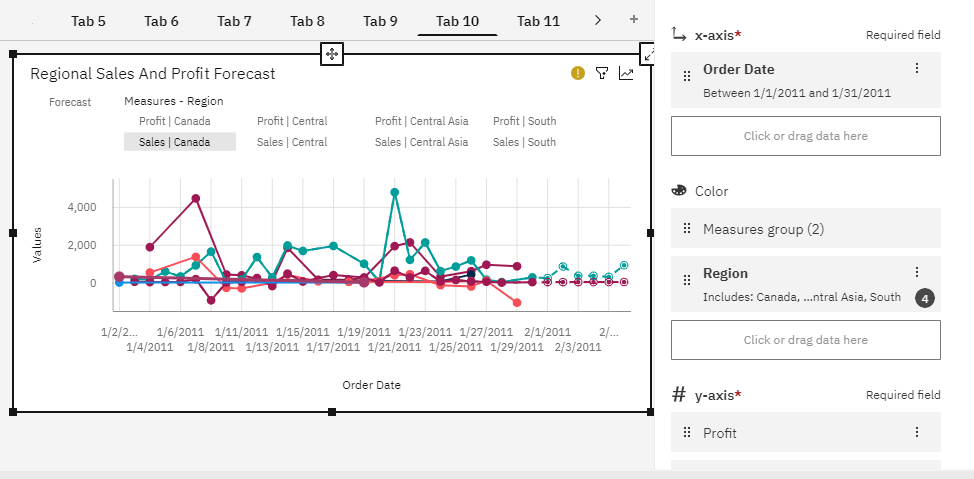 Tab 5 Tab 6 Tab 7 Tab 8 Tab 9 Tab 10 Tab 11 > +
Regional Sales And Profit Forecast
Forecast Measures - Region
Profit | Canada Profit | Central Profit | Central Asia Profit | South
Sales | Canada Sales | Central Sales | Central Asia Sales | South
Values
4,000
2,000
0
1/2/2... 1/6/2011 1/11/2011 1/15/2011 1/19/2011 1/23/2011 1/27/2011 2/1/2011 2/...
1/4/2011 1/8/2011 1/13/2011 1/17/2011 1/21/2011 1/25/2011 1/29/2011 2/3/2011
Order Date
x-axis* Required field
Order Date
Between 1/1/2011 and 1/31/2011
Click or drag data here
Color
Measures group (2)
Region
Includes: Canada, ...ntral Asia, South 4
Click or drag data here
# y-axis* Required field
Profit